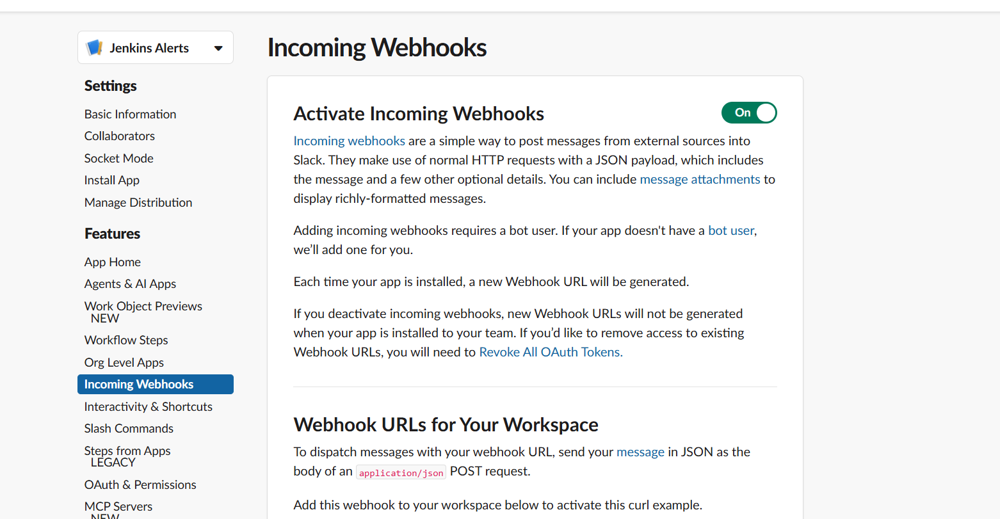 Jenkins Alerts
Settings
Basic Information
Collaborators
Socket Mode
Install App
Manage Distribution
Features
App Home
Agents & AI Apps
Work Object Previews
NEW
Workflow Steps
Org Level Apps
Incoming Webhooks
Interactivity & Shortcuts
Slash Commands
Steps from Apps
LEGACY
OAuth & Permissions
MCP Servers
NEW
Incoming Webhooks
Activate Incoming Webhooks
On
Incoming webhooks are a simple way to post messages from external sources into
Slack. They make use of normal HTTP requests with a JSON payload, which includes
the message and a few other optional details. You can include message attachments to
display richly-formatted messages.
Adding incoming webhooks requires a bot user. If your app doesn't have a bot user,
we’ll add one for you.
Each time your app is installed, a new Webhook URL will be generated.
If you deactivate incoming webhooks, new Webhook URLs will not be generated
when your app is installed to your team. If you’d like to remove access to existing
Webhook URLs, you will need to Revoke All OAuth Tokens.
Webhook URLs for Your Workspace
To dispatch messages with your webhook URL, send your message in JSON as the
body of an application/json POST request.
Add this webhook to your workspace below to activate this curl example.